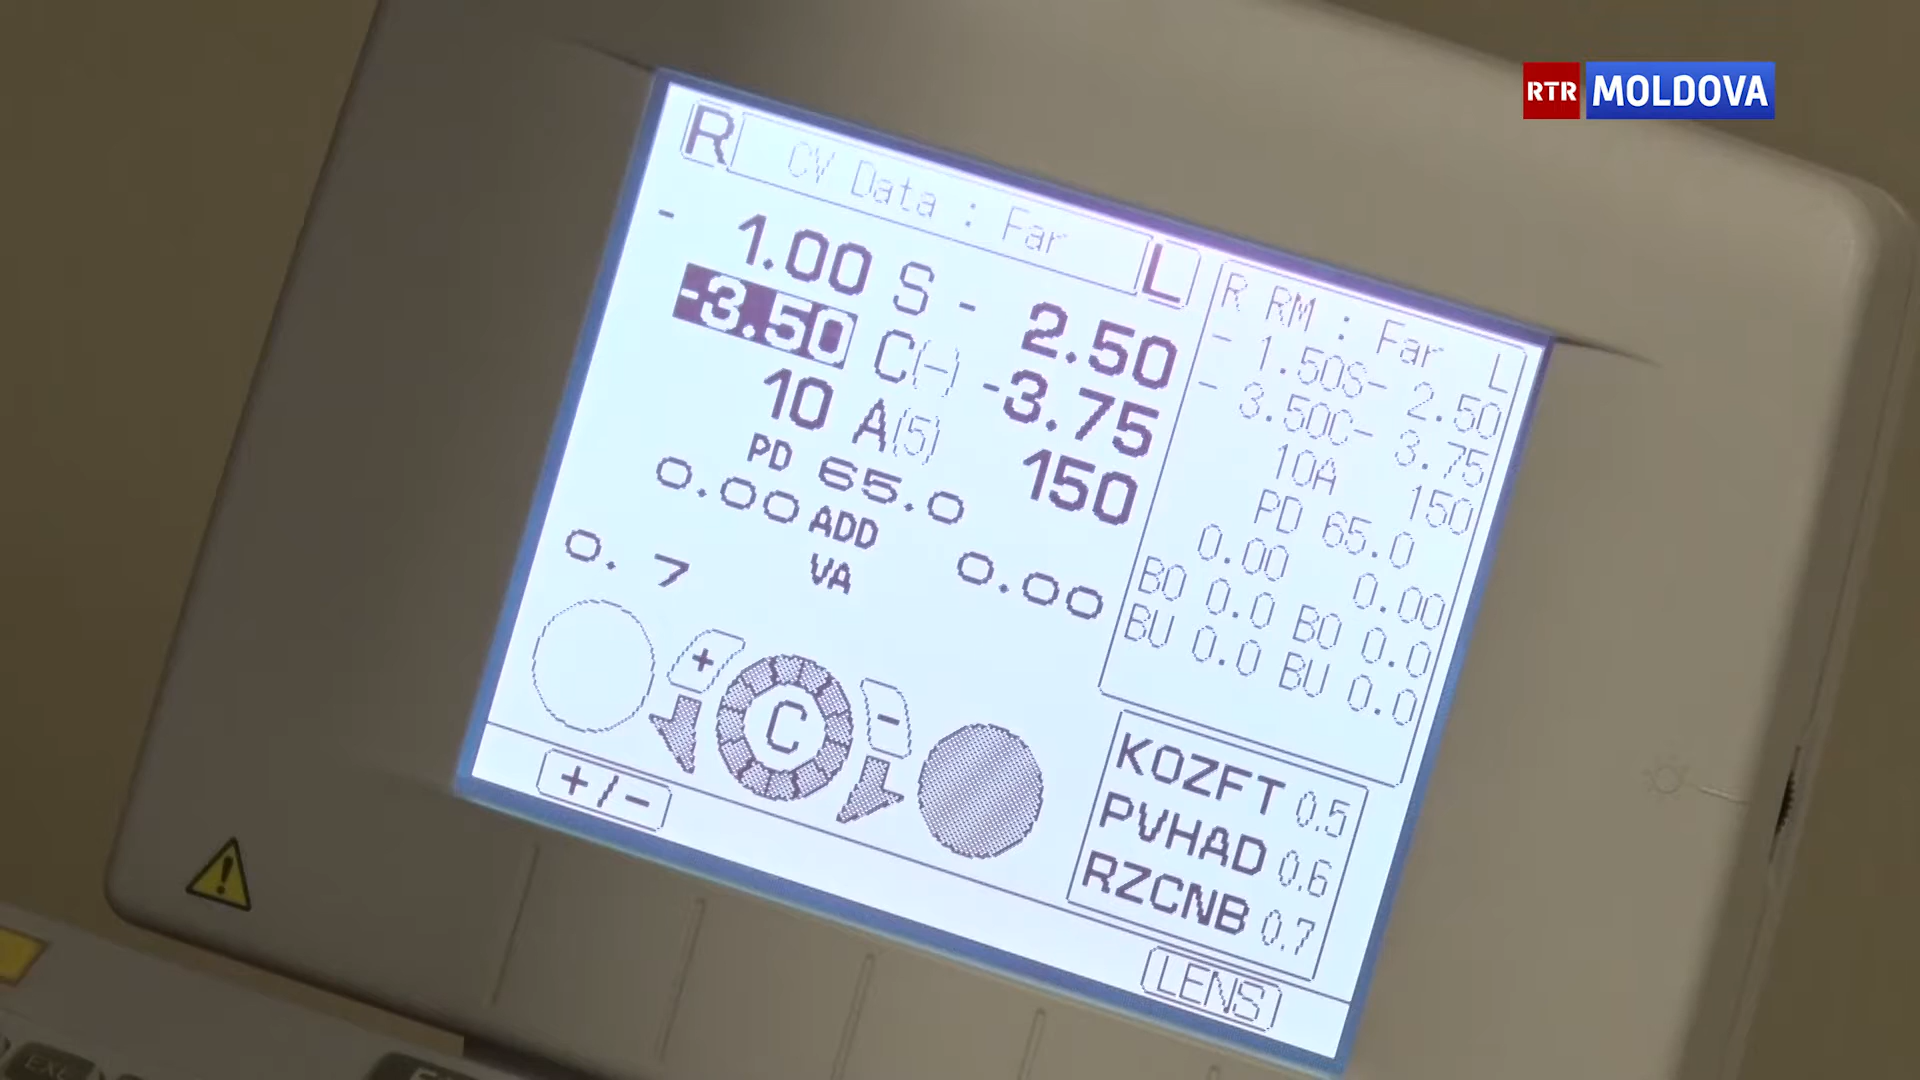 RTR MOLDOVA
R CV Data : Far L
- 1.00 S - 2.50
-3.50 C(-) -3.75
10 A(5) 150
PD 65.0
0.00 ADD 0.00
0.7 VA
+ C -
+/-
R RM : Far L
- 1.50S- 2.50
- 3.50C- 3.75
10A 150
PD 65.0
0.00 0.00
BO 0.0 BO 0.0
BU 0.0 BU 0.0
KOZFT 0.5
PVHAD 0.6
RZCNB 0.7
LENS